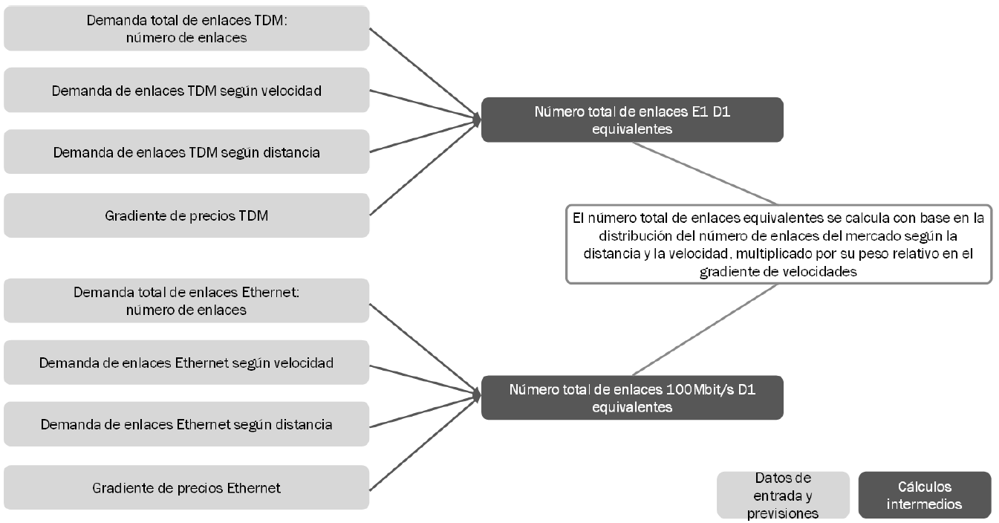 Demanda total de enlaces TDM:
número de enlaces
Demanda de enlaces TDM según velocidad
Demanda de enlaces TDM según distancia
Gradiente de precios TDM
Número total de enlaces E1 D1
equivalentes
El número total de enlaces equivalentes se calcula con base en la
distribución del número de enlaces del mercado según la
distancia y la velocidad, multiplicado por su peso relativo en el
gradiente de velocidades
Demanda total de enlaces Ethernet:
número de enlaces
Demanda de enlaces Ethernet según velocidad
Demanda de enlaces Ethernet según distancia
Gradiente de precios Ethernet
Número total de enlaces 100Mbit/s D1
equivalentes
Datos de
entrada y
previsiones
Cálculos
intermedios